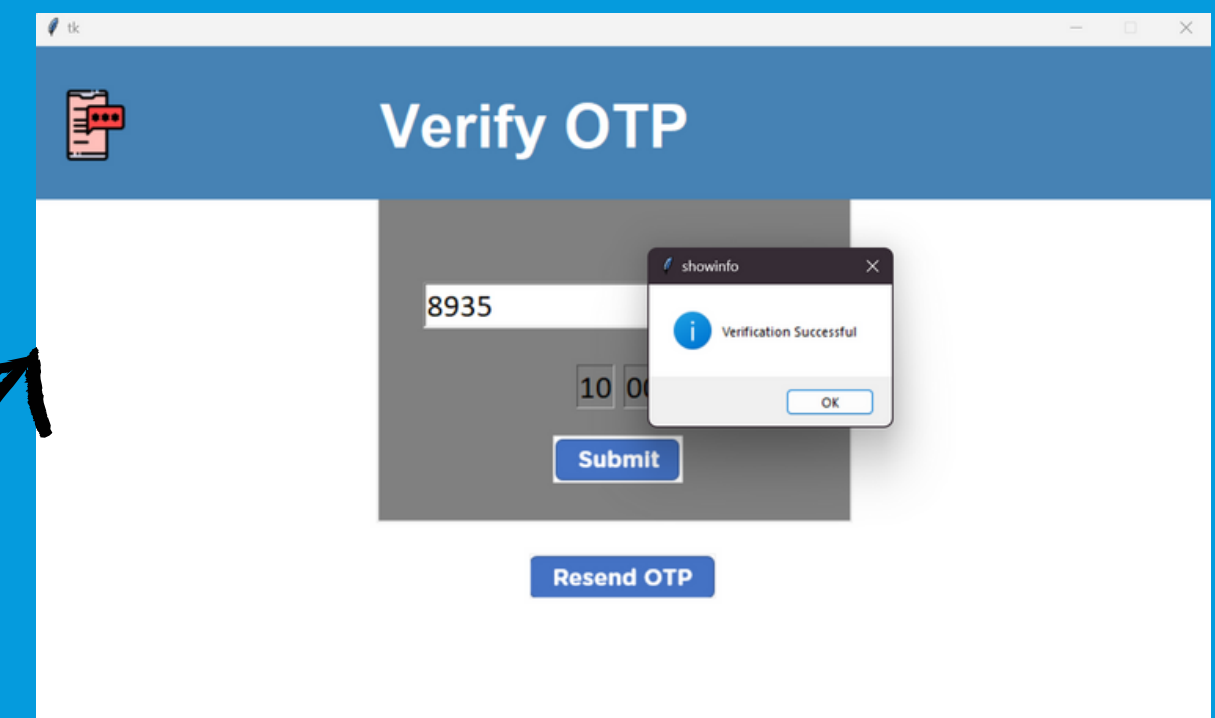 tk
Verify OTP
showinfo
8935
Verification Successful
10
OK
Submit
Resend OTP